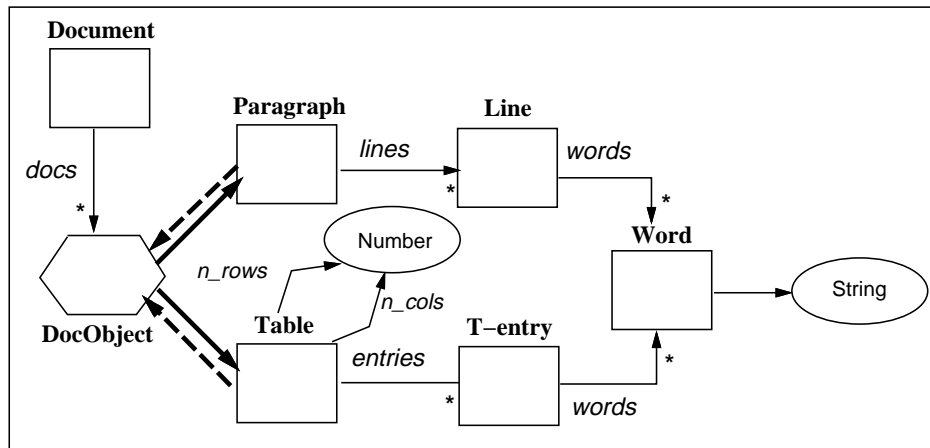 Document
docs
*
DocObject
Paragraph
lines
*
Line
words
*
Number
n_rows
n_cols
Table
entries
*
T-entry
words
*
Word
String